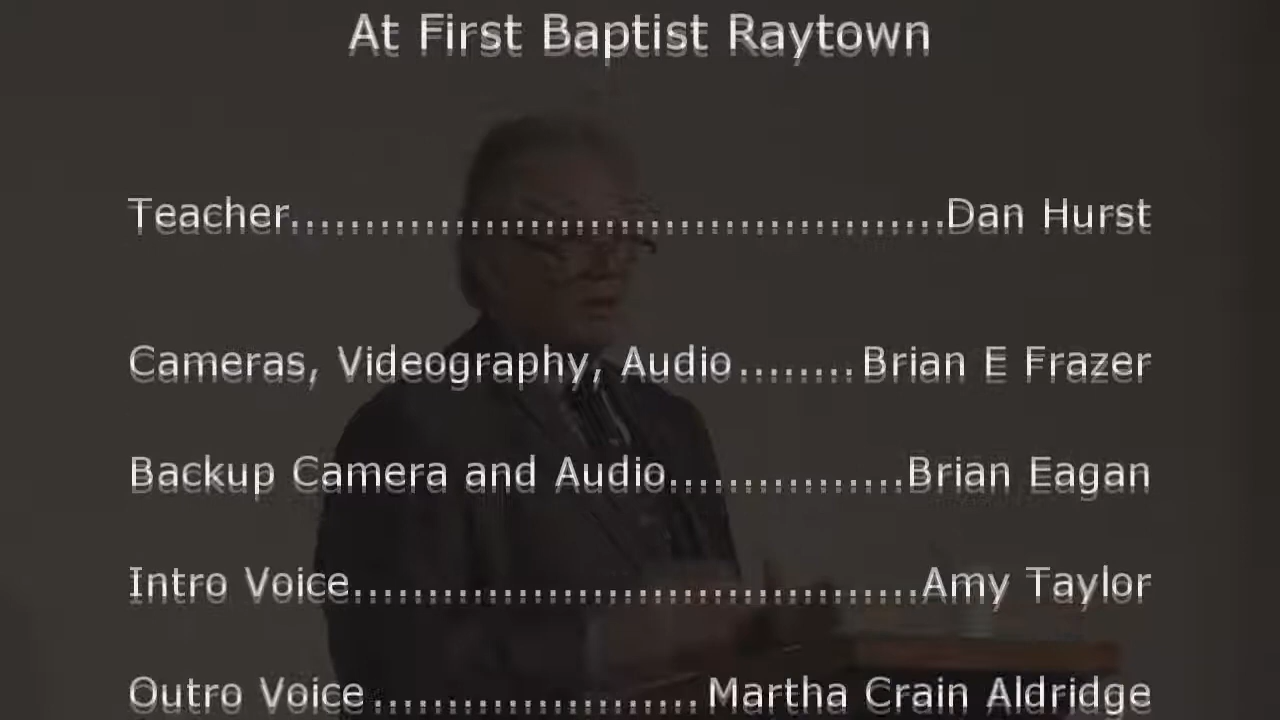 At First Baptist Raytown
Teacher...........................................Dan Hurst
Cameras, Videography, Audio........Brian E Frazer
Backup Camera and Audio................Brian Eagan
Intro Voice......................................Amy Taylor
Outro Voice......................Martha Crain Aldridge